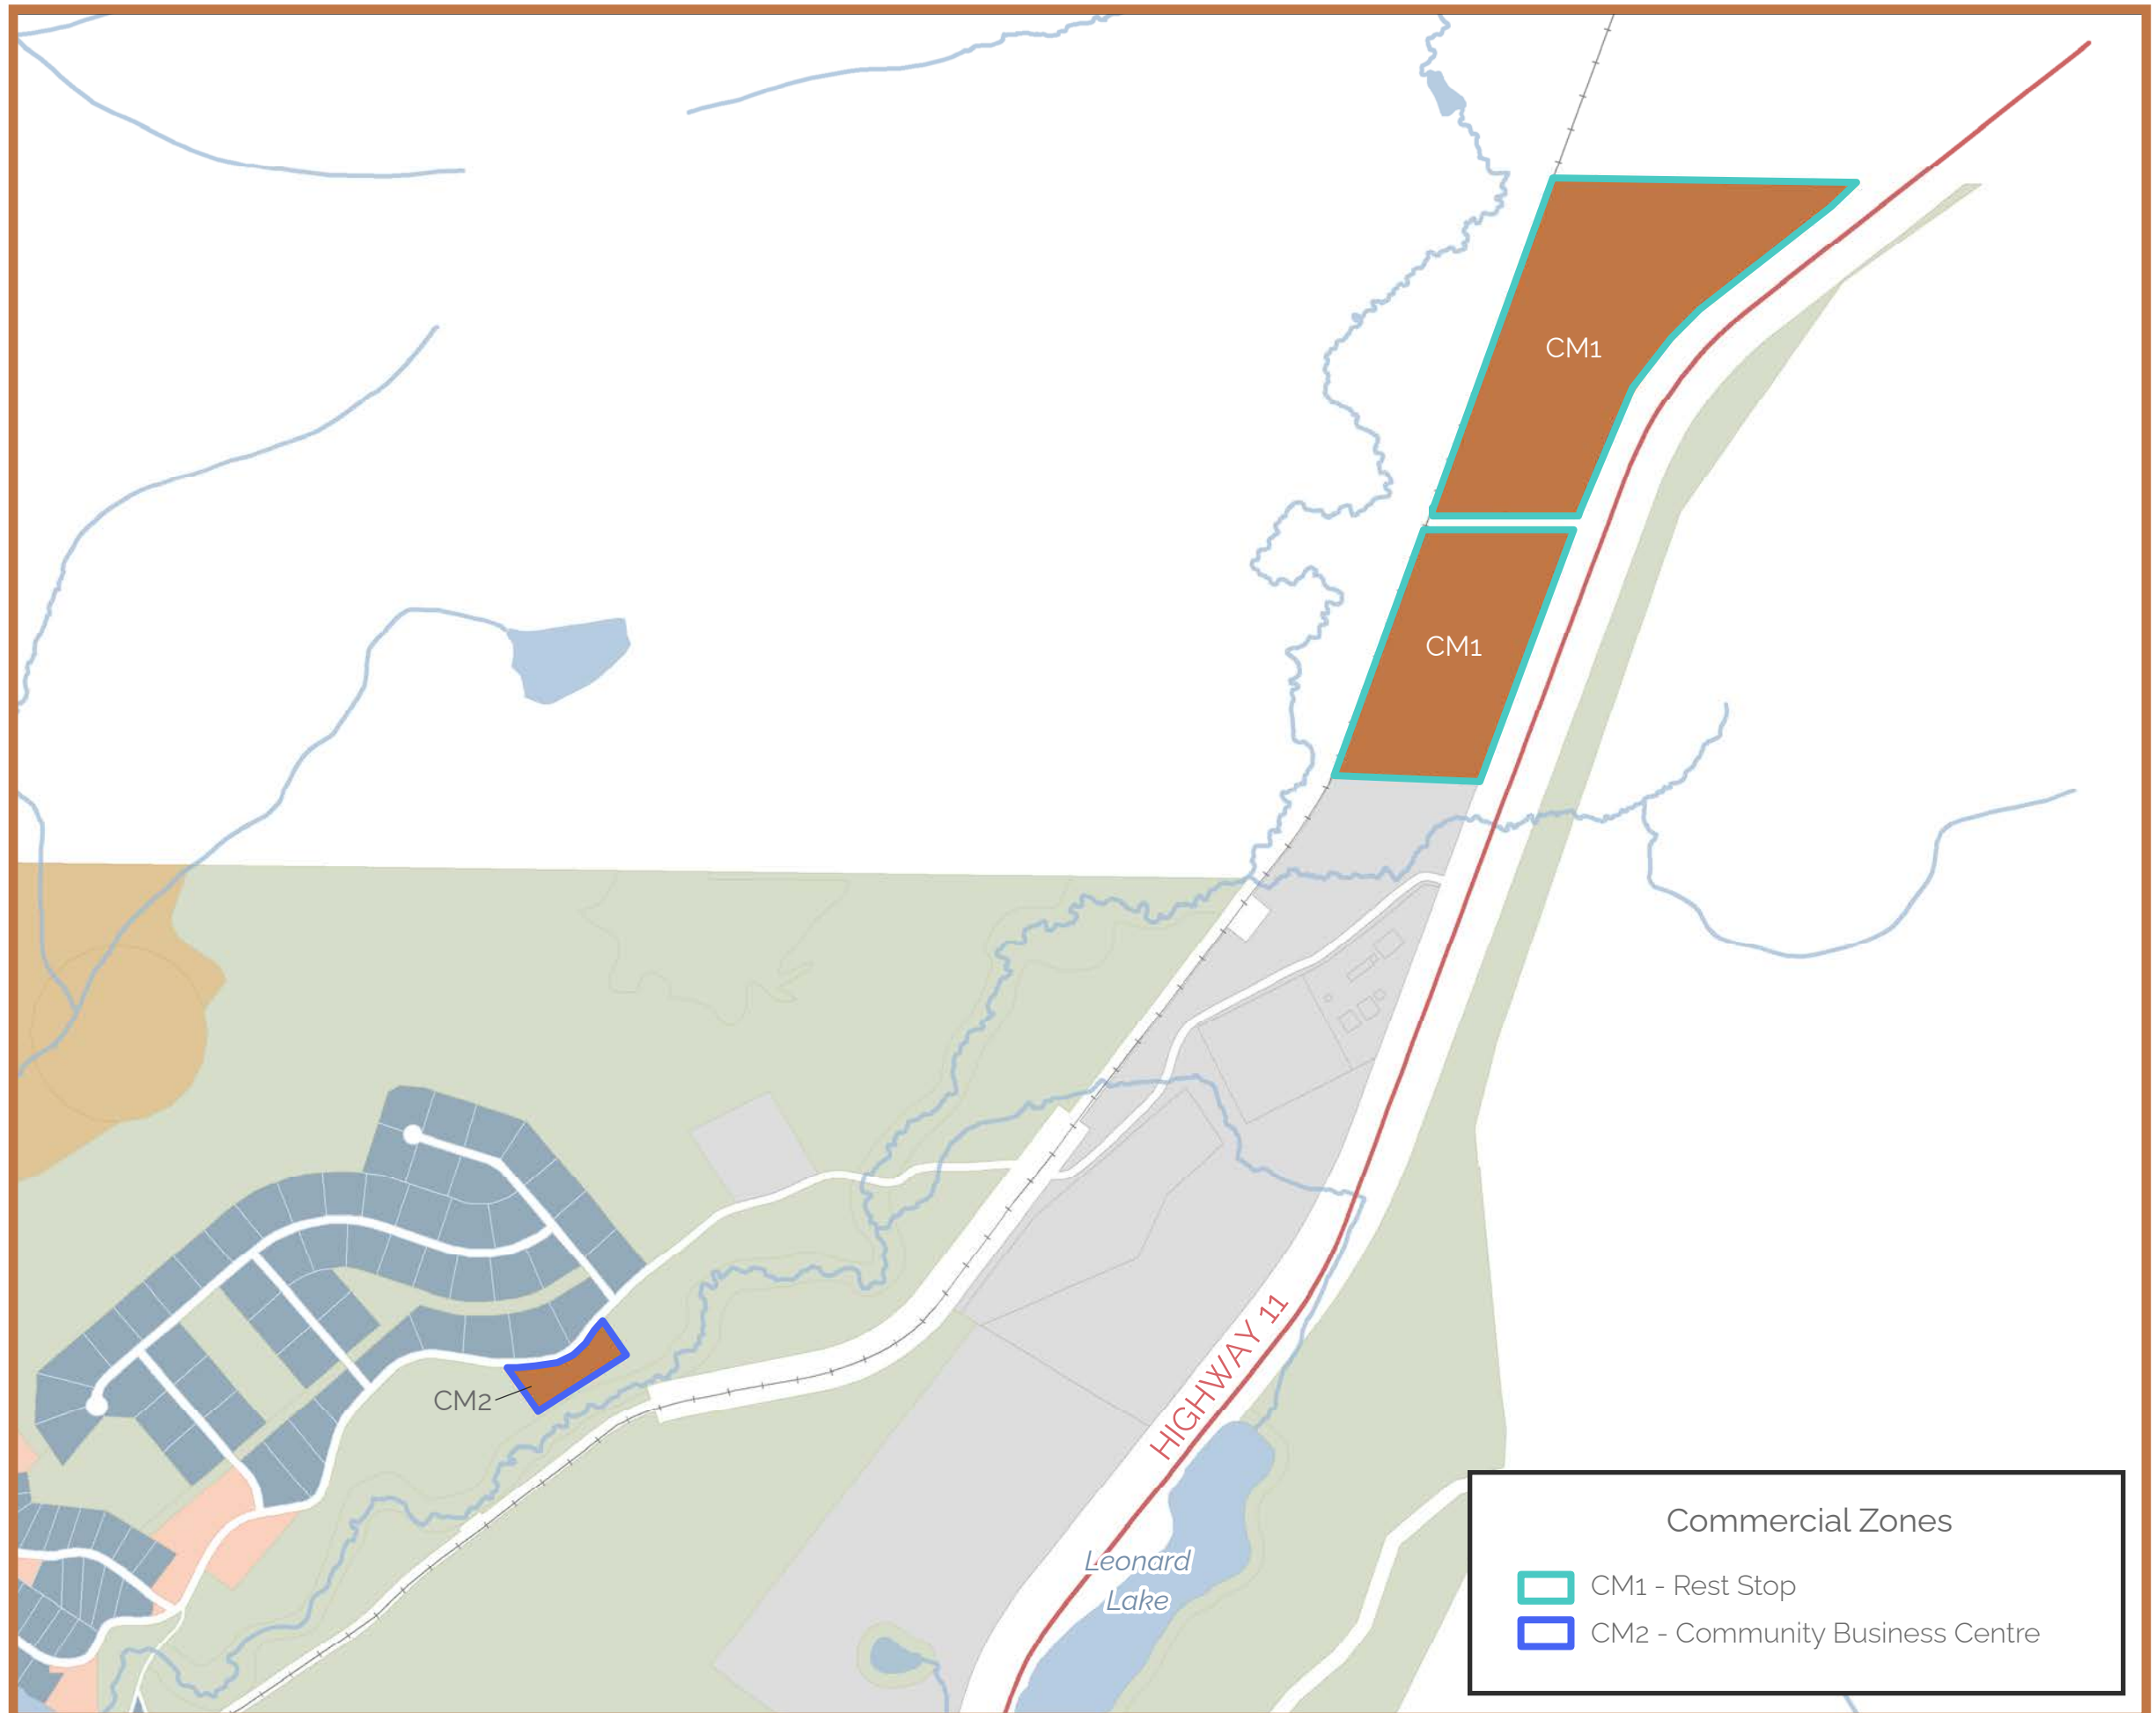 CM1
CM1
CM2
HIGHWAY 11
Leonard
Lake
Commercial Zones
CM1 - Rest Stop
CM2 - Community Business Centre